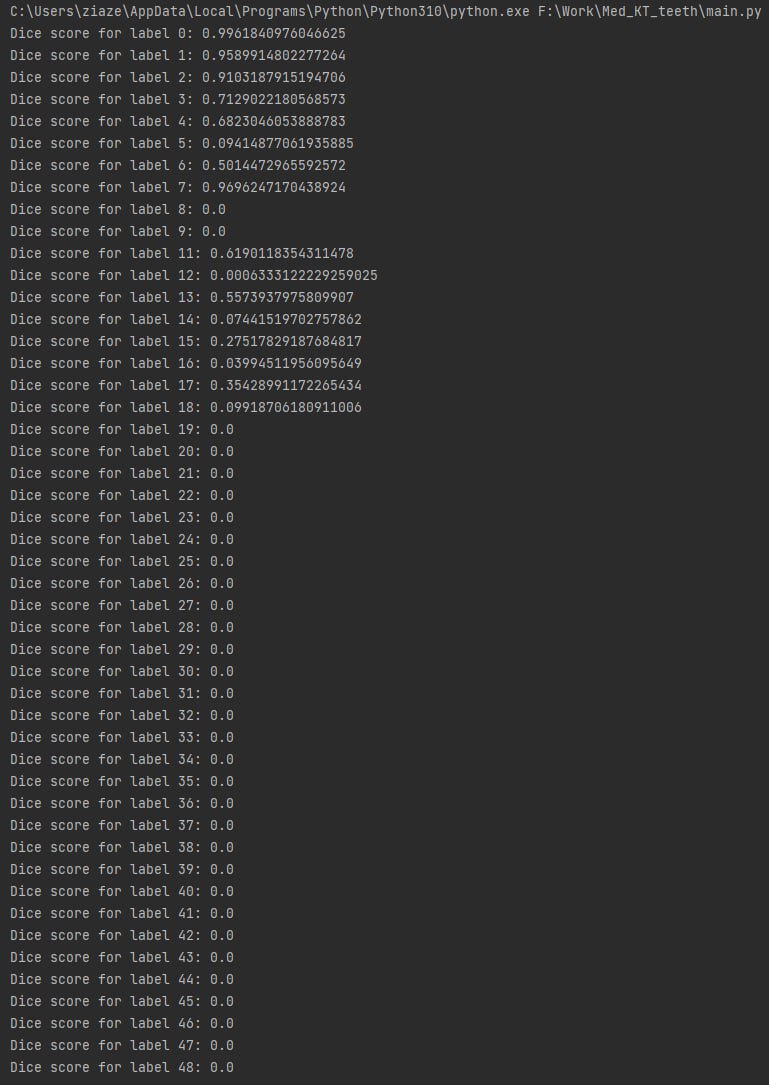 C:\Users\ziaze\AppData\Local\Programs\Python\Python310\python.exe F:\Work\Med_KT_teeth\main.py
Dice score for label 0: 0.9961840976046625
Dice score for label 1: 0.9589914802277264
Dice score for label 2: 0.9103187915194706
Dice score for label 3: 0.7129022180568573
Dice score for label 4: 0.6823046053888783
Dice score for label 5: 0.09414877061935885
Dice score for label 6: 0.5014472965592572
Dice score for label 7: 0.9696247170438924
Dice score for label 8: 0.0
Dice score for label 9: 0.0
Dice score for label 11: 0.6190118354311478
Dice score for label 12: 0.0006333122229259025
Dice score for label 13: 0.5573937975809907
Dice score for label 14: 0.07441519702757862
Dice score for label 15: 0.27517829187684817
Dice score for label 16: 0.03994511956095649
Dice score for label 17: 0.35428991172265434
Dice score for label 18: 0.09918706180911006
Dice score for label 19: 0.0
Dice score for label 20: 0.0
Dice score for label 21: 0.0
Dice score for label 22: 0.0
Dice score for label 23: 0.0
Dice score for label 24: 0.0
Dice score for label 25: 0.0
Dice score for label 26: 0.0
Dice score for label 27: 0.0
Dice score for label 28: 0.0
Dice score for label 29: 0.0
Dice score for label 30: 0.0
Dice score for label 31: 0.0
Dice score for label 32: 0.0
Dice score for label 33: 0.0
Dice score for label 34: 0.0
Dice score for label 35: 0.0
Dice score for label 36: 0.0
Dice score for label 37: 0.0
Dice score for label 38: 0.0
Dice score for label 39: 0.0
Dice score for label 40: 0.0
Dice score for label 41: 0.0
Dice score for label 42: 0.0
Dice score for label 43: 0.0
Dice score for label 44: 0.0
Dice score for label 45: 0.0
Dice score for label 46: 0.0
Dice score for label 47: 0.0
Dice score for label 48: 0.0